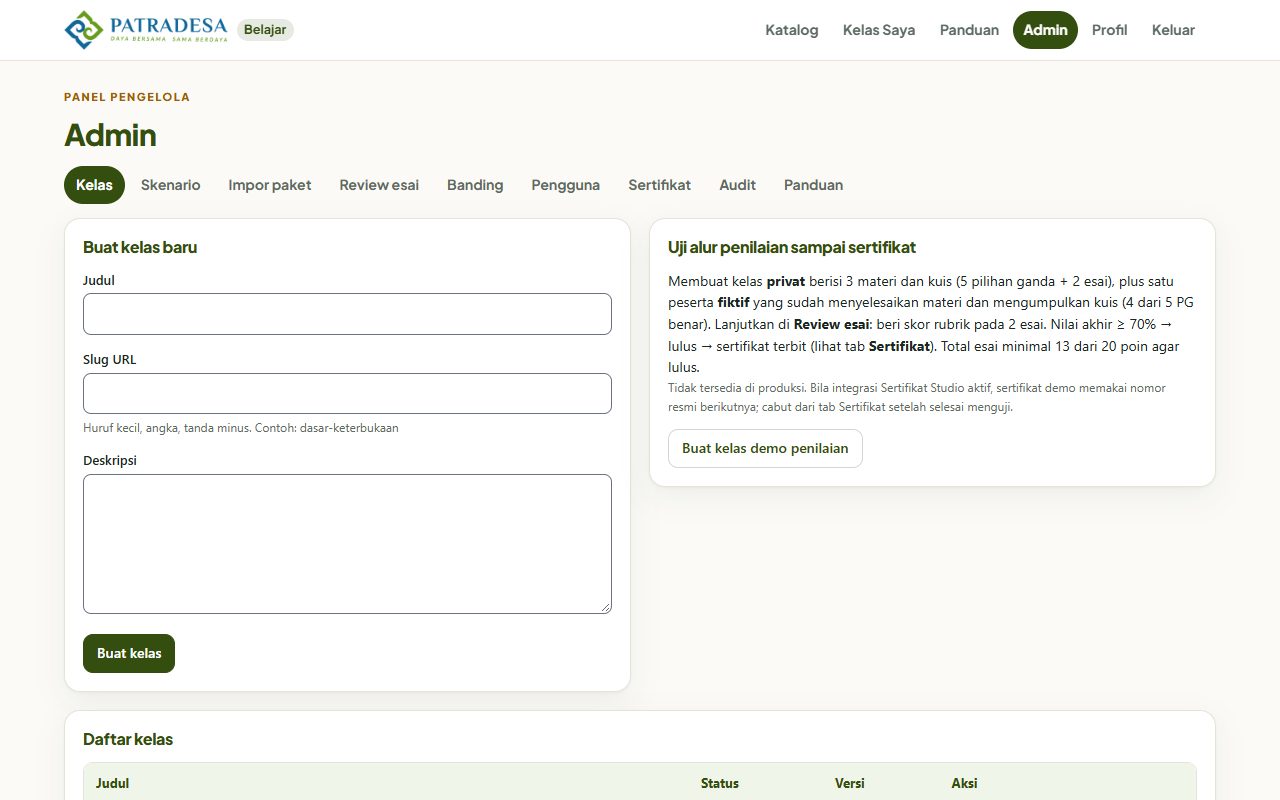 PATRADESA
DAYA BERSAMA SAMA BERDAYA
Belajar
Katalog
Kelas Saya
Panduan
Admin
Profil
Keluar
PANEL PENGELOLA
Admin
Kelas
Skenario
Impor paket
Review esai
Banding
Pengguna
Sertifikat
Audit
Panduan
Buat kelas baru
Judul
Slug URL
Huruf kecil, angka, tanda minus. Contoh: dasar-keterbukaan
Deskripsi
Buat kelas
Uji alur penilaian sampai sertifikat
Membuat kelas privat berisi 3 materi dan kuis (5 pilihan ganda + 2 esai), plus satu
peserta fiktif yang sudah menyelesaikan materi dan mengumpulkan kuis (4 dari 5 PG
benar). Lanjutkan di Review esai: beri skor rubrik pada 2 esai. Nilai akhir ≥ 70% →
lulus → sertifikat terbit (lihat tab Sertifikat). Total esai minimal 13 dari 20 poin agar
lulus.
Tidak tersedia di produksi. Bila integrasi Sertifikat Studio aktif, sertifikat demo memakai nomor
resmi berikutnya; cabut dari tab Sertifikat setelah selesai menguji.
Buat kelas demo penilaian
Daftar kelas
Judul
Status
Versi
Aksi